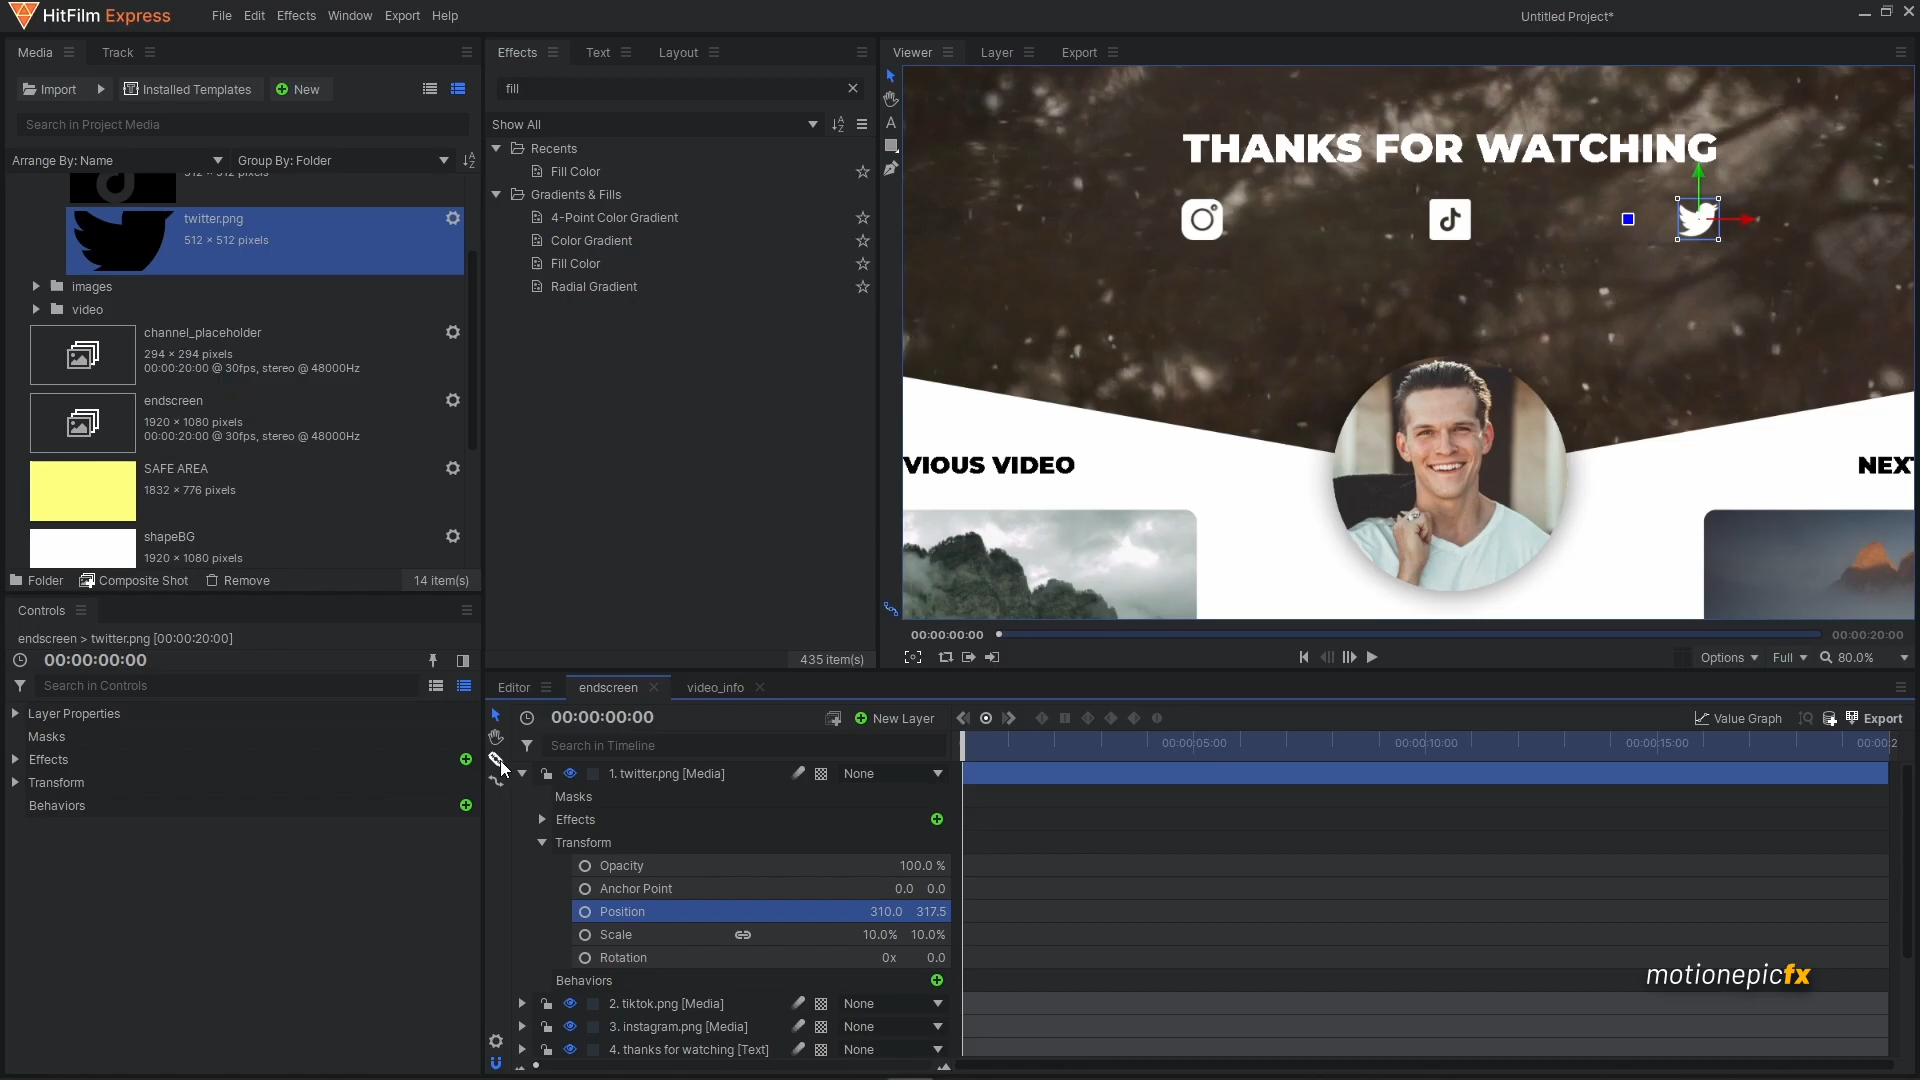 HitFilm Express
File Edit Effects Window Export Help
Untitled Project*
Media Track
Effects Text Layout
Viewer Layer Export
Import Installed Templates New
Search in Project Media
Arrange By: Name Group By: Folder
512 × 512 pixels
twitter.png
512 × 512 pixels
images
video
channel_placeholder
294 × 294 pixels
00:00:20:00 @ 30fps, stereo @ 48000Hz
endscreen
1920 × 1080 pixels
00:00:20:00 @ 30fps, stereo @ 48000Hz
SAFE AREA
1832 × 776 pixels
shapeBG
1920 × 1080 pixels
Folder Composite Shot Remove 14 item(s)
fill
Show All
Recents
Fill Color
Gradients & Fills
4-Point Color Gradient
Color Gradient
Fill Color
Radial Gradient
435 item(s)
A
THANKS FOR WATCHING
VIOUS VIDEO
NEXT
00:00:00:00 00:00:20:00
Options Full 80.0%
Controls
endscreen > twitter.png [00:00:20:00]
00:00:00:00
Search in Controls
Layer Properties
Masks
Effects
Transform
Behaviors
Editor endscreen video_info
00:00:00:00 New Layer
Value Graph Export
Search in Timeline
00:00:05:00 00:00:10:00 00:00:15:00 00:00:2
1. twitter.png [Media] None
Masks
Effects
Transform
Opacity 100.0 %
Anchor Point 0.0 0.0
Position 310.0 317.5
Scale 10.0% 10.0%
Rotation 0x 0.0
Behaviors
2. tiktok.png [Media] None
3. instagram.png [Media] None
4. thanks for watching [Text] None
motionepicfx